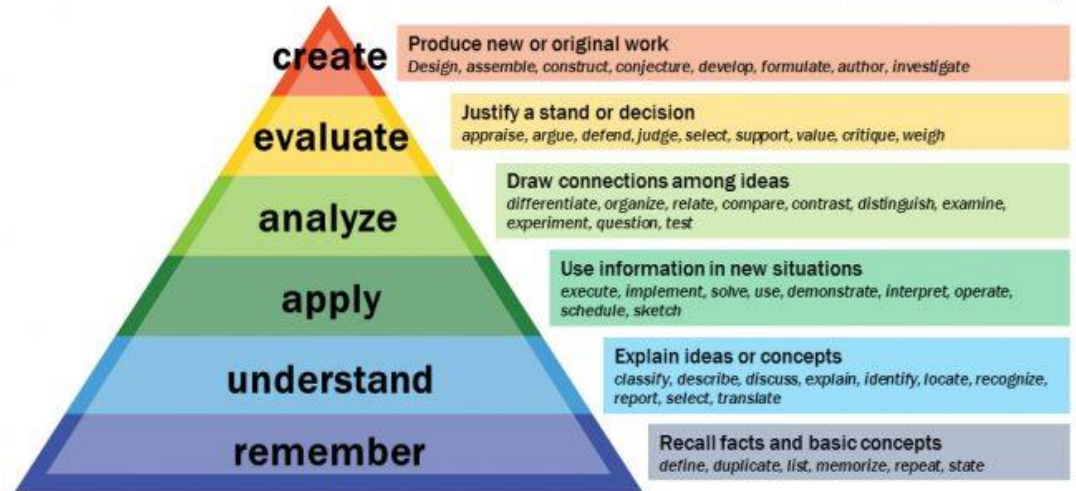 create
Produce new or original work
Design, assemble, construct, conjecture, develop, formulate, author, investigate
evaluate
Justify a stand or decision
appraise, argue, defend, judge, select, support, value, critique, weigh
analyze
Draw connections among ideas
differentiate, organize, relate, compare, contrast, distinguish, examine,
experiment, question, test
apply
Use information in new situations
execute, implement, solve, use, demonstrate, interpret, operate,
schedule, sketch
understand
Explain ideas or concepts
classify, describe, discuss, explain, identify, locate, recognize,
report, select, translate
remember
Recall facts and basic concepts
define, duplicate, list, memorize, repeat, state